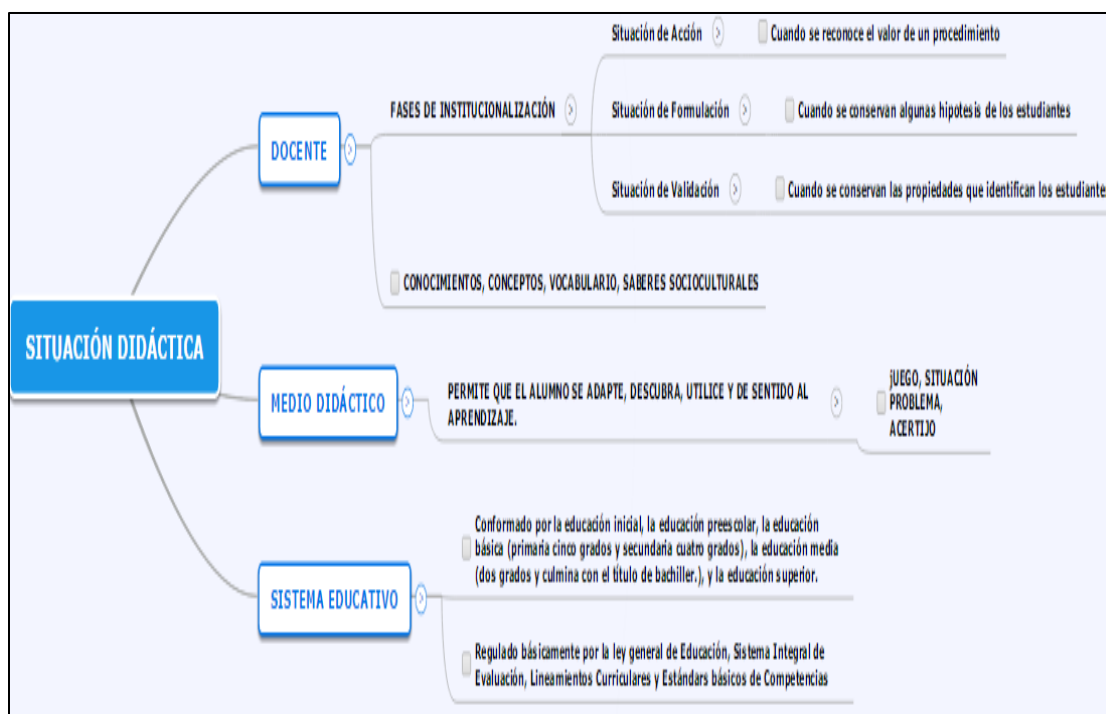 Situación de Acción
Cuando se reconoce el valor de un procedimiento
FASES DE INSTITUCIONALIZACIÓN
Situación de Formulación
Cuando se conservan algunas hipotesis de los estudiantes
DOCENTE
Situación de Validación
Cuando se conservan las propiedades que identifican los estudiante
CONOCIMIENTOS, CONCEPTOS, VOCABULARIO, SABERES SOCIOCULTURALES
SITUACIÓN DIDÁCTICA
MEDIO DIDÁCTICO
PERMITE QUE EL ALUMNO SE ADAPTE, DESCUBRA, UTILICE Y DE SENTIDO AL
APRENDIZAJE.
jUEGO, SITUACIÓN
PROBLEMA,
ACERTIJO
SISTEMA EDUCATIVO
Conformado por la educación inicial, la educación preescolar, la educación
básica (primaria cinco grados y secundaria cuatro grados), la educación media
(dos grados y culmina con el título de bachiller.), y la educación superior.
Regulado básicamente por la ley general de Educación, Sistema Integral de
Evaluación, Lineamientos Curriculares y Estándars básicos de Competencias